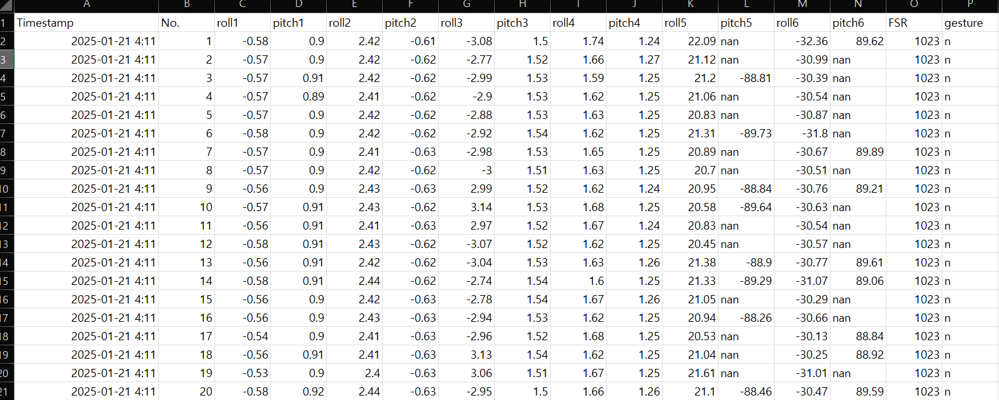 A B C D E F G H I J K L M N O P
1 Timestamp No. roll1 pitch1 roll2 pitch2 roll3 pitch3 roll4 pitch4 roll5 pitch5 roll6 pitch6 FSR gesture
2 2025-01-21 4:11 1 -0.58 0.9 2.42 -0.61 -3.08 1.5 1.74 1.24 22.09 nan -32.36 89.62 1023 n
3 2025-01-21 4:11 2 -0.57 0.9 2.42 -0.62 -2.77 1.52 1.66 1.27 21.12 nan -30.99 nan 1023 n
4 2025-01-21 4:11 3 -0.57 0.91 2.42 -0.62 -2.99 1.53 1.59 1.25 21.2 -88.81 -30.39 nan 1023 n
5 2025-01-21 4:11 4 -0.57 0.89 2.41 -0.62 -2.9 1.53 1.62 1.25 21.06 nan -30.54 nan 1023 n
6 2025-01-21 4:11 5 -0.57 0.9 2.42 -0.62 -2.88 1.53 1.63 1.25 20.83 nan -30.87 nan 1023 n
7 2025-01-21 4:11 6 -0.58 0.9 2.42 -0.62 -2.92 1.54 1.62 1.25 21.31 -89.73 -31.8 nan 1023 n
8 2025-01-21 4:11 7 -0.57 0.9 2.41 -0.63 -2.98 1.53 1.65 1.25 20.89 nan -30.67 89.89 1023 n
9 2025-01-21 4:11 8 -0.57 0.9 2.42 -0.62 -3 1.51 1.63 1.25 20.7 nan -30.51 nan 1023 n
10 2025-01-21 4:11 9 -0.56 0.9 2.43 -0.63 2.99 1.52 1.62 1.24 20.95 -88.84 -30.76 89.21 1023 n
11 2025-01-21 4:11 10 -0.57 0.91 2.43 -0.62 3.14 1.53 1.68 1.25 20.58 -89.64 -30.63 nan 1023 n
12 2025-01-21 4:11 11 -0.56 0.91 2.41 -0.63 2.97 1.52 1.67 1.24 20.83 nan -30.54 nan 1023 n
13 2025-01-21 4:11 12 -0.58 0.91 2.43 -0.62 -3.07 1.52 1.62 1.25 20.45 nan -30.57 nan 1023 n
14 2025-01-21 4:11 13 -0.56 0.91 2.42 -0.62 -3.04 1.53 1.63 1.26 21.38 -88.9 -30.77 89.61 1023 n
15 2025-01-21 4:11 14 -0.58 0.91 2.44 -0.62 -2.74 1.54 1.6 1.25 21.33 -89.29 -31.07 89.06 1023 n
16 2025-01-21 4:11 15 -0.56 0.9 2.42 -0.63 -2.78 1.54 1.67 1.26 21.05 nan -30.29 nan 1023 n
17 2025-01-21 4:11 16 -0.56 0.9 2.43 -0.63 -2.94 1.53 1.62 1.25 20.94 -88.26 -30.66 nan 1023 n
18 2025-01-21 4:11 17 -0.54 0.9 2.41 -0.63 -2.96 1.52 1.68 1.25 20.53 nan -30.13 88.84 1023 n
19 2025-01-21 4:11 18 -0.56 0.91 2.41 -0.63 3.13 1.54 1.62 1.25 21.04 nan -30.25 88.92 1023 n
20 2025-01-21 4:11 19 -0.53 0.9 2.4 -0.63 3.06 1.51 1.67 1.25 21.61 nan -31.01 nan 1023 n
21 2025-01-21 4:11 20 -0.58 0.92 2.44 -0.63 -2.95 1.5 1.66 1.26 21.1 -88.46 -30.47 89.59 1023 n